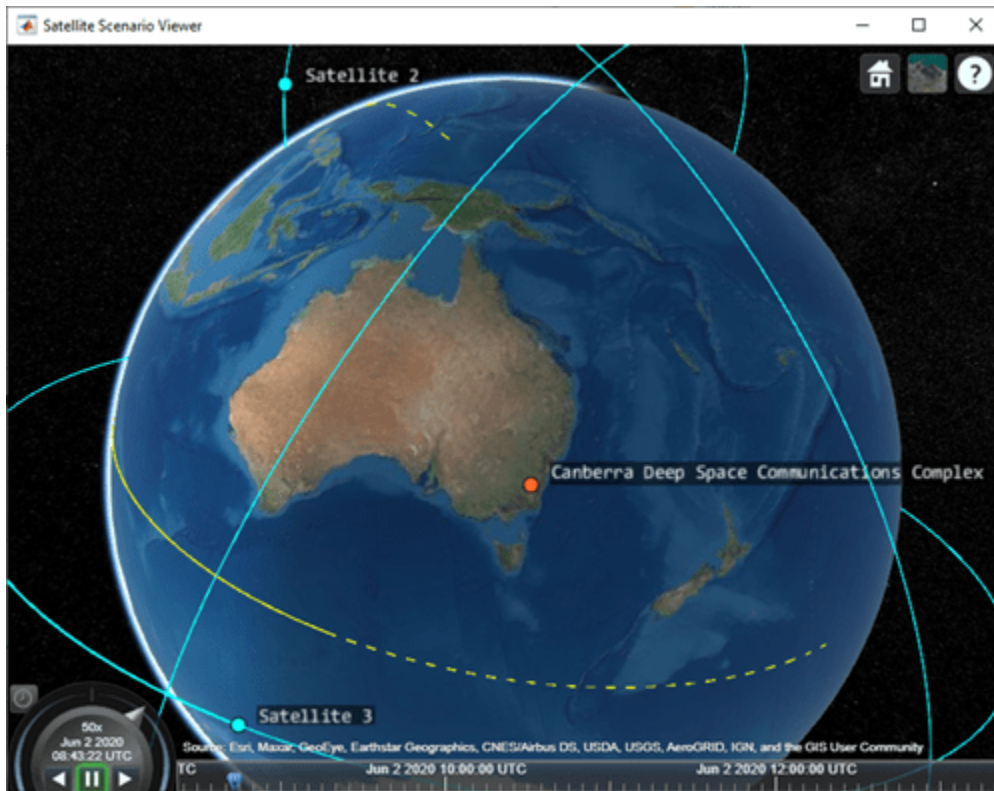 Satellite Scenario Viewer
Satellite 2
?
Canberra Deep Space Communications Complex
Satellite 3
50x
Jun 2 2020
08:43:22 UTC
Source: Esri, Maxar, GeoEye, Earthstar Geographics, CNES/Airbus DS, USDA, USGS, AeroGRID, IGN, and the GIS User Community
TC
Jun 2 2020 10:00:00 UTC
Jun 2 2020 12:00:00 UTC